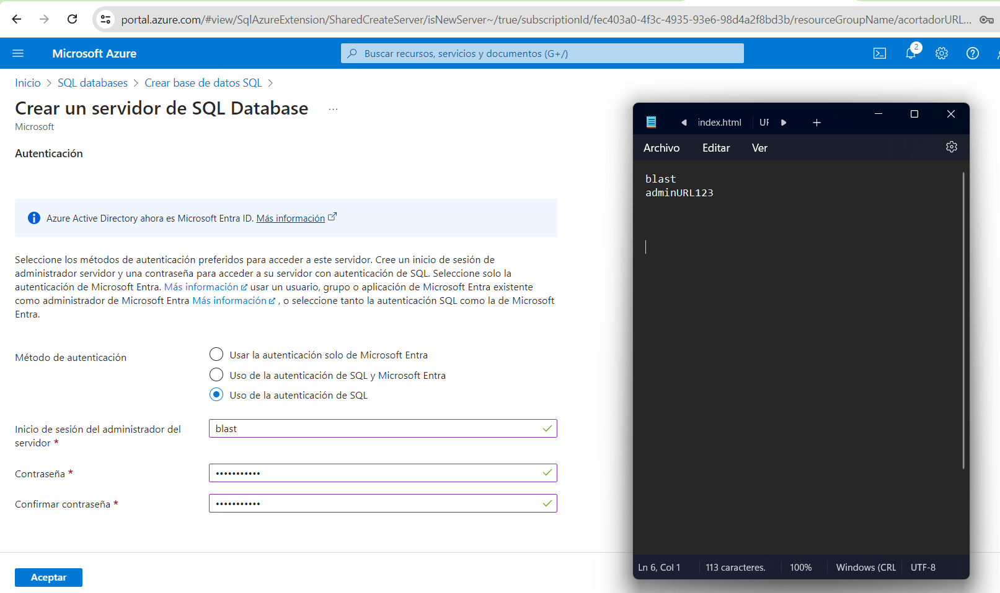 portal.azure.com/#view/SqlAzureExtension/SharedCreateServer/isNewServer~/true/subscriptionId/fec403a0-4f3c-4935-93e6-98d4a2f8bd3b/resourceGroupName/acortadorURL...
Microsoft Azure
Buscar recursos, servicios y documentos (G+/)
2
Inicio > SQL databases > Crear base de datos SQL >
Crear un servidor de SQL Database ...
Microsoft
Autenticación
Azure Active Directory ahora es Microsoft Entra ID. Más información
Seleccione los métodos de autenticación preferidos para acceder a este servidor. Cree un inicio de sesión de
administrador servidor y una contraseña para acceder a su servidor con autenticación de SQL. Seleccione solo la
autenticación de Microsoft Entra. Más información usar un usuario, grupo o aplicación de Microsoft Entra existente
como administrador de Microsoft Entra Más información , o seleccione tanto la autenticación SQL como la de Microsoft
Entra.
Método de autenticación
Usar la autenticación solo de Microsoft Entra
Uso de la autenticación de SQL y Microsoft Entra
Uso de la autenticación de SQL
Inicio de sesión del administrador del
servidor *
blast
Contraseña *
•••••••••••
Confirmar contraseña *
•••••••••••
Aceptar
index.html
UF
Archivo Editar Ver
blast
adminURL123
Ln 6, Col 1
113 caracteres.
100%
Windows (CRL
UTF-8